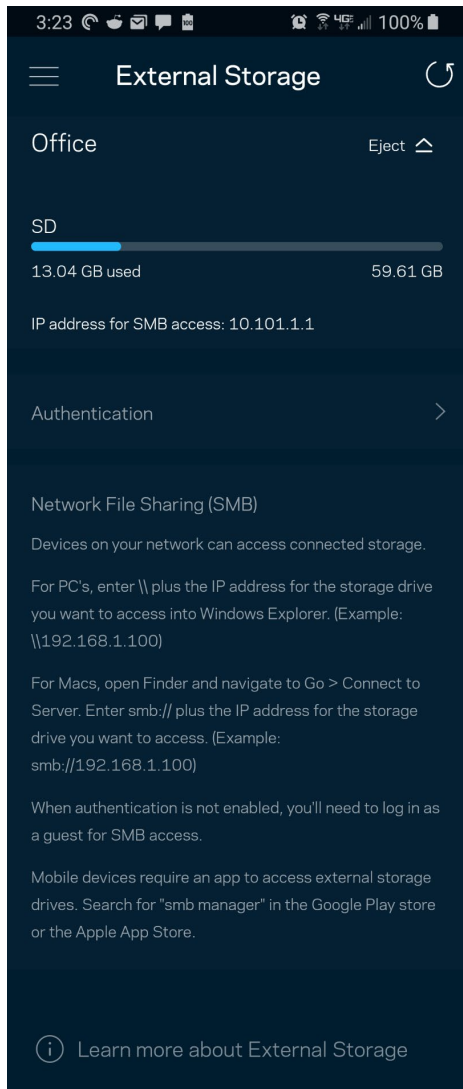 3:23 100%
External Storage
Office
Eject
SD
13.04 GB used 59.61 GB
IP address for SMB access: 10.101.1.1
Authentication
Network File Sharing (SMB)
Devices on your network can access connected storage.
For PC's, enter \\ plus the IP address for the storage drive
you want to access into Windows Explorer. (Example:
\\192.168.1.100)
For Macs, open Finder and navigate to Go > Connect to
Server. Enter smb:// plus the IP address for the storage
drive you want to access. (Example:
smb://192.168.1.100)
When authentication is not enabled, you'll need to log in as
a guest for SMB access.
Mobile devices require an app to access external storage
drives. Search for "smb manager" in the Google Play store
or the Apple App Store.
Learn more about External Storage